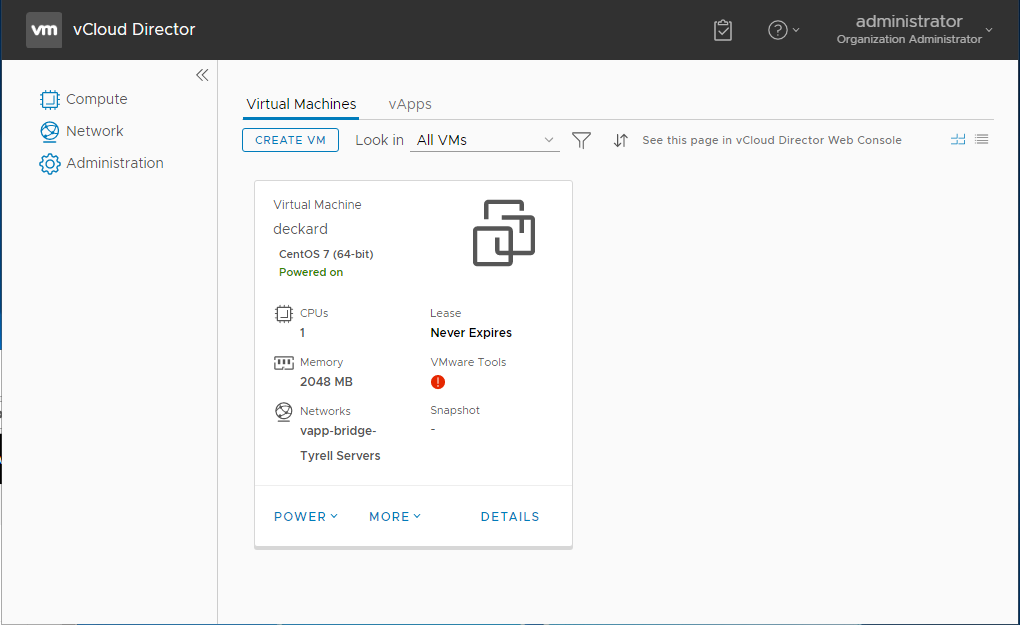 vm vCloud Director
administrator
Organization Administrator
Compute
Network
Administration
Virtual Machines vApps
CREATE VM Look in All VMs See this page in vCloud Director Web Console
Virtual Machine
deckard
CentOS 7 (64-bit)
Powered on
CPUs
1
Lease
Never Expires
Memory
2048 MB
VMware Tools
Networks
vapp-bridge-
Tyrell Servers
Snapshot
-
POWER MORE DETAILS